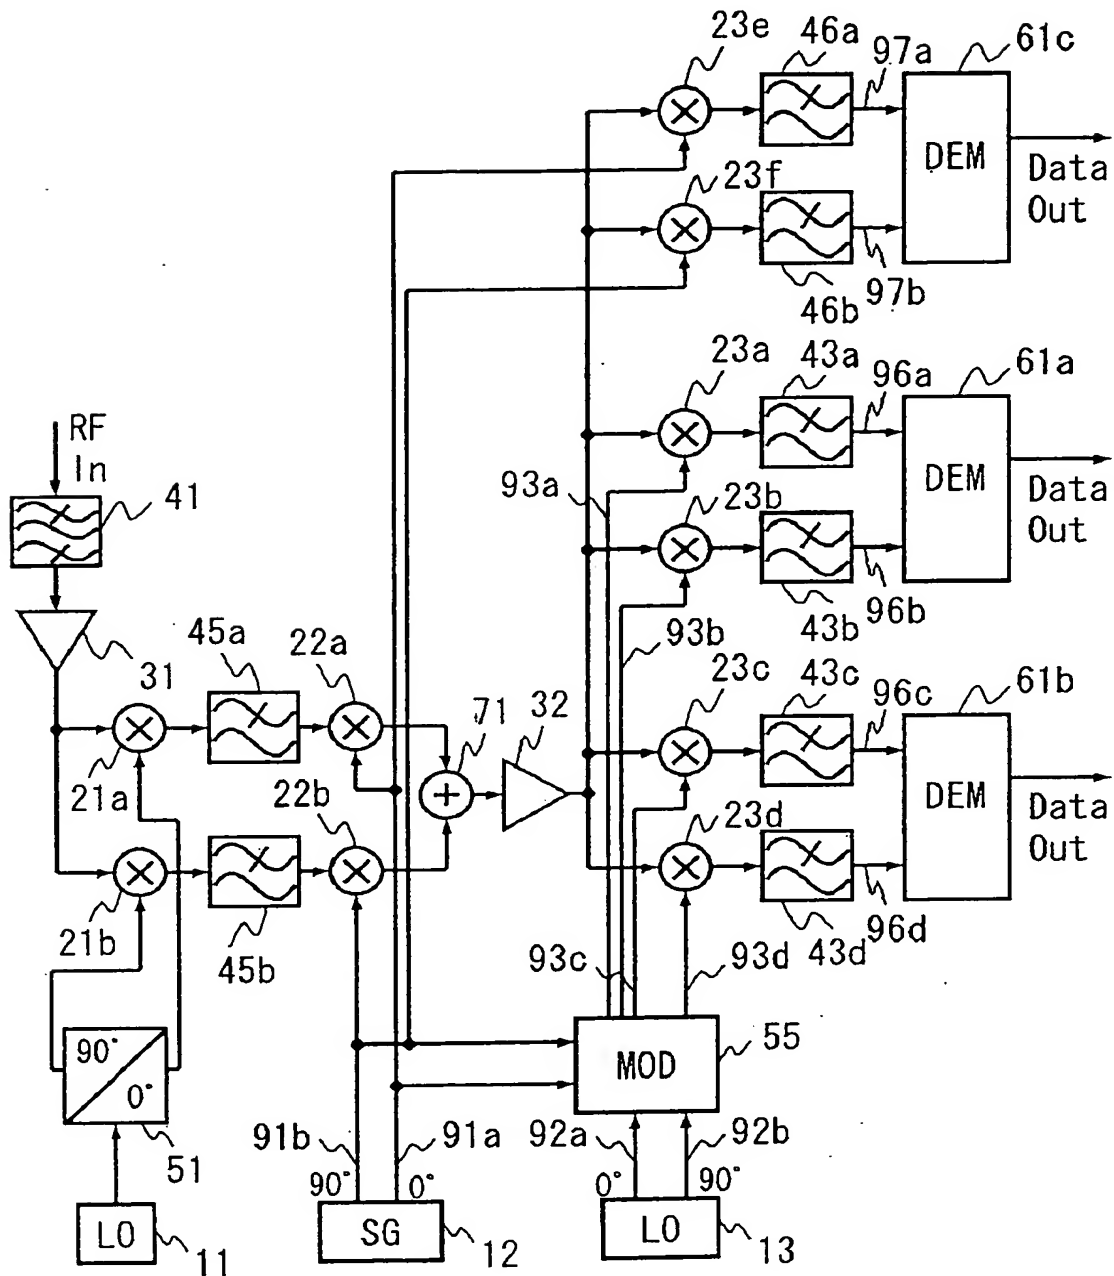 23e 46a 97a 61c
DEM
Data
Out
23f
46b 97b
23a 43a 96a 61a
RF
In
41
93a
23b
DEM
Data
Out
43b 96b
93b
31
45a
22a
71
32
23c 43c 96c 61b
21a
22b
DEM
Data
Out
23d
21b
45b
93c 93d 43d 96d
90°
0°
51
MOD 55
91b 91a
92a 92b
90° 0°
0° 90°
LO 11
SG 12
LO 13